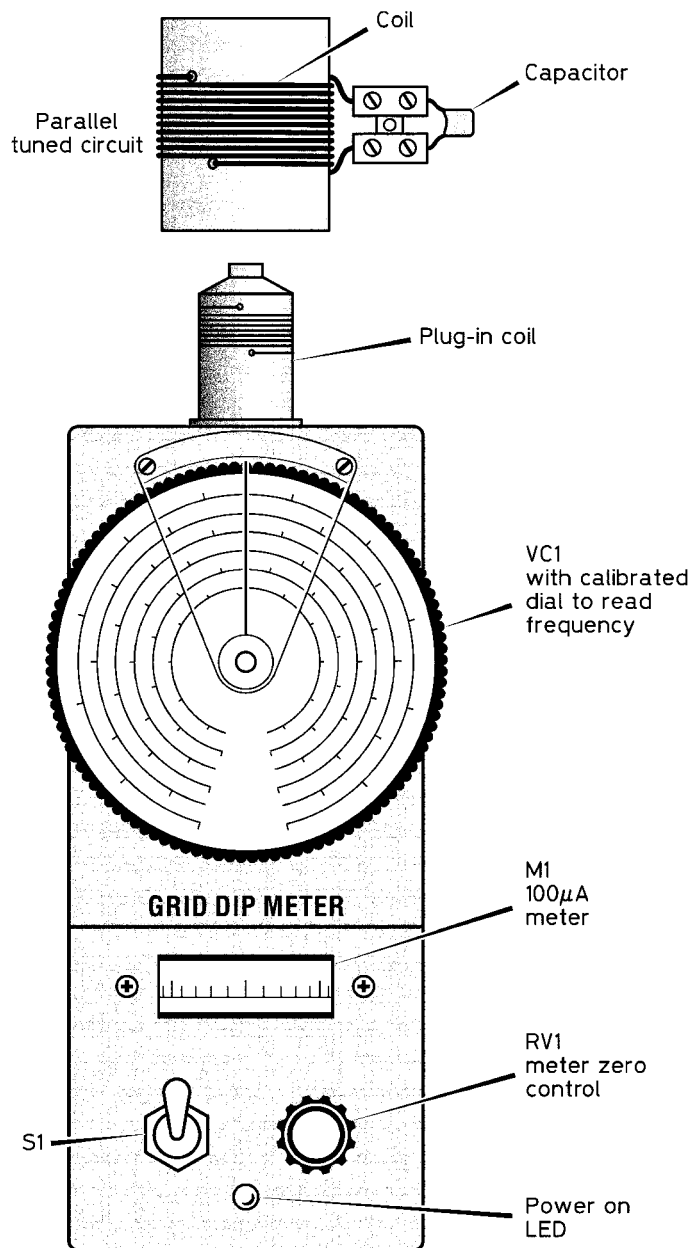 Coil
Capacitor
Parallel
tuned circuit
Plug-in coil
VC1
with calibrated
dial to read
frequency
GRID DIP METER
M1
100µA
meter
RV1
meter zero
control
S1
Power on
LED